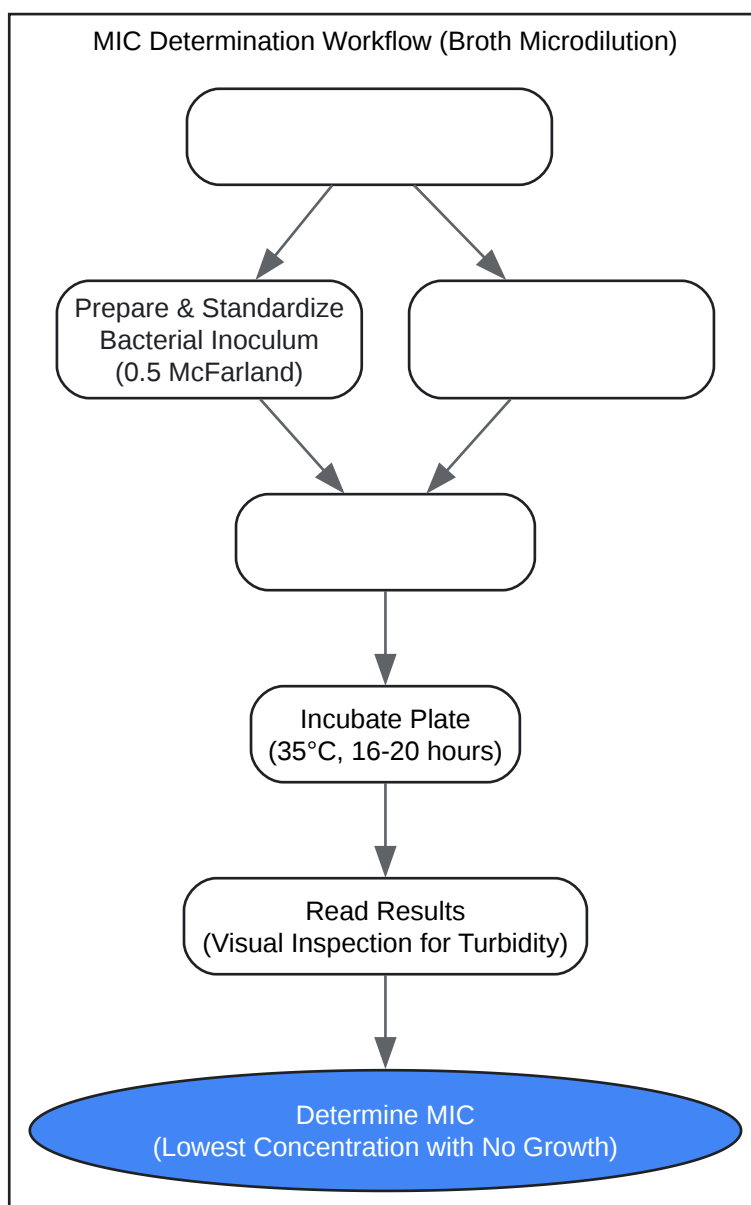 MIC Determination Workflow (Broth Microdilution)
Prepare & Standardize
Bacterial Inoculum
(0.5 McFarland)
Incubate Plate
(35°C, 16-20 hours)
Read Results
(Visual Inspection for Turbidity)
Determine MIC
(Lowest Concentration with No Growth)